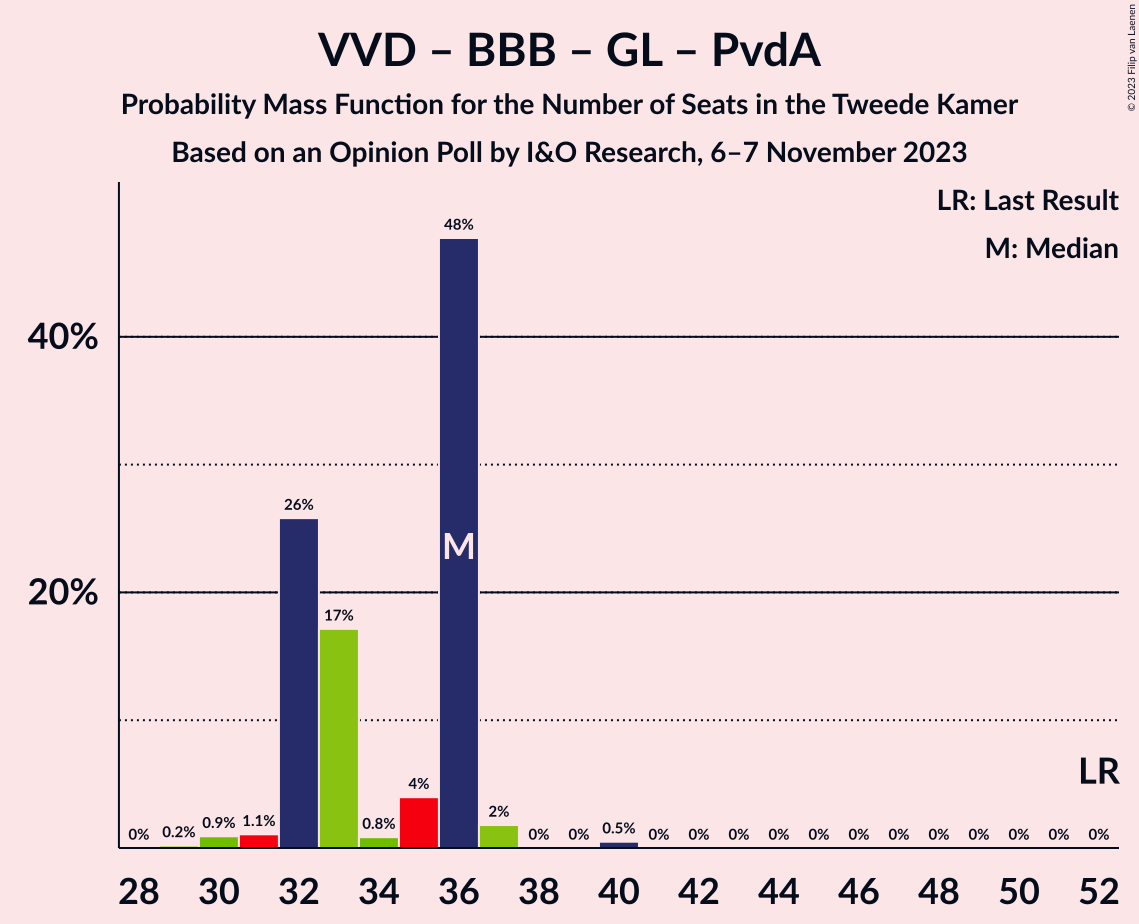 VVD – BBB – GL – PvdA
Probability Mass Function for the Number of Seats in the Tweede Kamer
Based on an Opinion Poll by I&O Research, 6–7 November 2023
© 2023 Filip van Laenen
LR: Last Result
M: Median
40%
20%
0% 0.2% 0.9% 1.1% 26% 17% 0.8% 4% 48% 2% 0% 0% 0.5% 0% 0% 0% 0% 0% 0% 0% 0% 0% 0% 0% 0%
M
LR
28 30 32 34 36 38 40 42 44 46 48 50 52